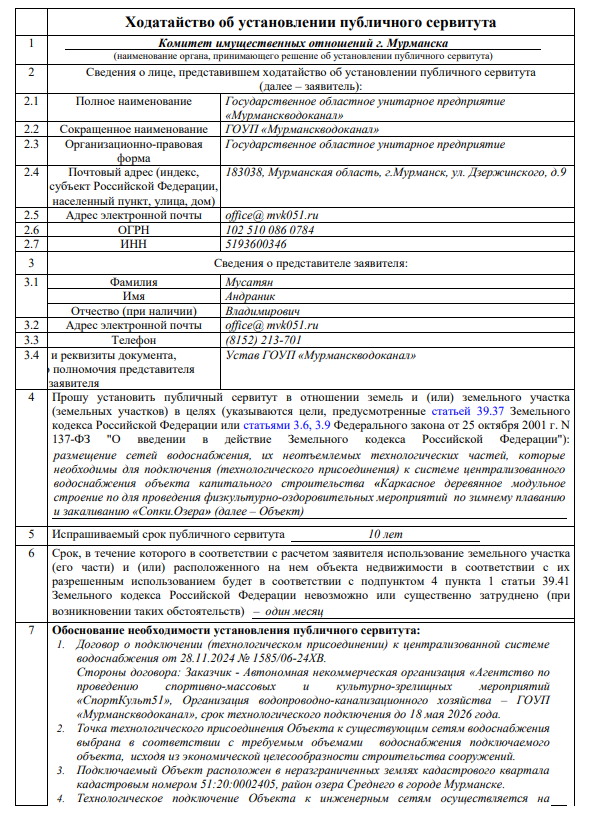 Ходатайство об установлении публичного сервитута
1 Комитет имущественных отношений г. Мурманска
(наименование органа, принимающего решение об установлении публичного сервитута)
2 Сведения о лице, представившем ходатайство об установлении публичного сервитута
(далее – заявитель):
2.1 Полное наименование Государственное областное унитарное предприятие
«Мурманскводоканал»
2.2 Сокращенное наименование ГОУП «Мурманскводоканал»
2.3 Организационно-правовая Государственное областное унитарное предприятие
форма
2.4 Почтовый адрес (индекс, 183038, Мурманская область, г.Мурманск, ул. Дзержинского, д.9
субъект Российской Федерации,
населенный пункт, улица, дом)
2.5 Адрес электронной почты office@ mvk051.ru
2.6 ОГРН 102 510 086 0784
2.7 ИНН 5193600346
3 Сведения о представителе заявителя:
3.1 Фамилия Мусатян
Имя Андраник
Отчество (при наличии) Владимирович
3.2 Адрес электронной почты office@ mvk051.ru
3.3 Телефон (8152) 213-701
3.4 и реквизиты документа, Устав ГОУП «Мурманскводоканал»
полномочия представителя
заявителя
4 Прошу установить публичный сервитут в отношении земель и (или) земельного участка
(земельных участков) в целях (указываются цели, предусмотренные статьей 39.37 Земельного
кодекса Российской Федерации или статьями 3.6, 3.9 Федерального закона от 25 октября 2001 г. N
137-ФЗ "О введении в действие Земельного кодекса Российской Федерации"):
размещение сетей водоснабжения, их неотъемлемых технологических частей, которые
необходимы для подключения (технологического присоединения) к системе централизованного
водоснабжения объекта капитального строительства «Каркасное деревянное модульное
строение по для проведения физкультурно-оздоровительных мероприятий по зимнему плаванию
и закаливанию «Сопки.Озера» (далее – Объект)
5 Испрашиваемый срок публичного сервитута 10 лет
6 Срок, в течение которого в соответствии с расчетом заявителя использование земельного участка
(его части) и (или) расположенного на нем объекта недвижимости в соответствии с их
разрешенным использованием будет в соответствии с подпунктом 4 пункта 1 статьи 39.41
Земельного кодекса Российской Федерации невозможно или существенно затруднено (при
возникновении таких обстоятельств) – один месяц
7 Обоснование необходимости установления публичного сервитута:
1. Договор о подключении (технологическом присоединении) к централизованной системе
водоснабжения от 28.11.2024 № 1585/06-24ХВ.
Стороны договора: Заказчик - Автономная некоммерческая организация «Агентство по
проведению спортивно-массовых и культурно-зрелищных мероприятий
«СпортКульт51», Организация водопроводно-канализационного хозяйства – ГОУП
«Мурманскводоканал», срок технологического подключения до 18 мая 2026 года.
2. Точка технологического присоединения Объекта к существующим сетям водоснабжения
выбрана в соответствии с требуемым объемами водоснабжения подключаемого
объекта, исходя из экономической целесообразности строительства сооружений.
3. Подключаемый Объект расположен в неразграниченных землях кадастрового квартала
кадастровым номером 51:20:0002405, район озера Среднего в городе Мурманске.
4. Технологическое подключение Объекта к инженерным сетям осуществляется на